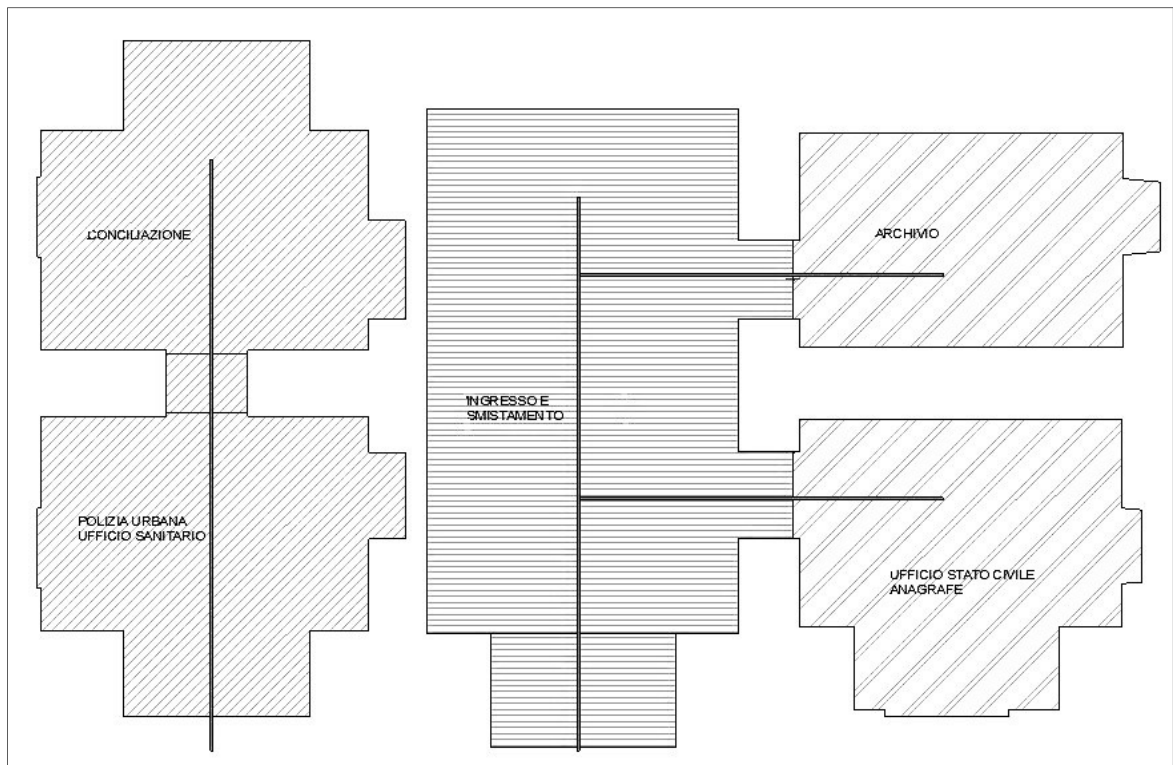 CONCILIAZIONE
ARCHIVIO
INGRESSO E
SMISTAMENTO
POLIZIA URBANA
UFFICIO SANITARIO
UFFICIO STATO CIVILE
ANAGRAFE